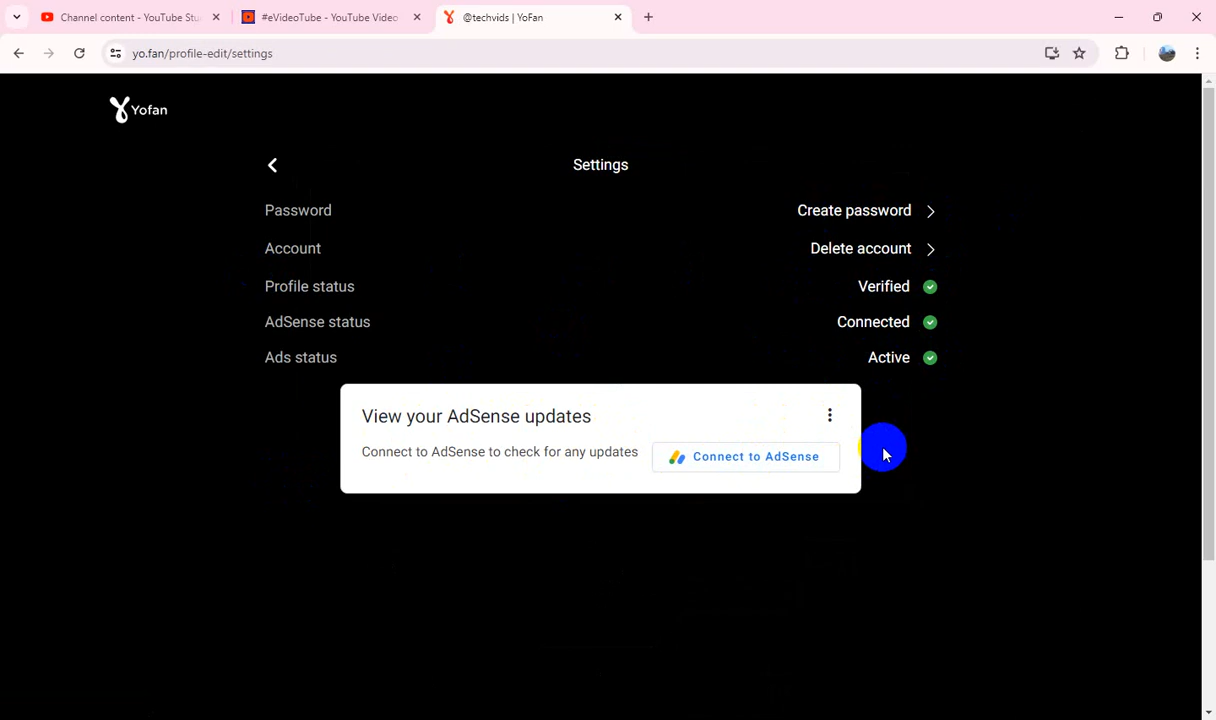 Channel content - YouTube Stu
#eVideoTube - YouTube Video
@techvids | YoFan
yo.fan/profile-edit/settings
Yofan
Settings
Password Create password
Account Delete account
Profile status Verified
AdSense status Connected
Ads status Active
View your AdSense updates
Connect to AdSense to check for any updates
Connect to AdSense